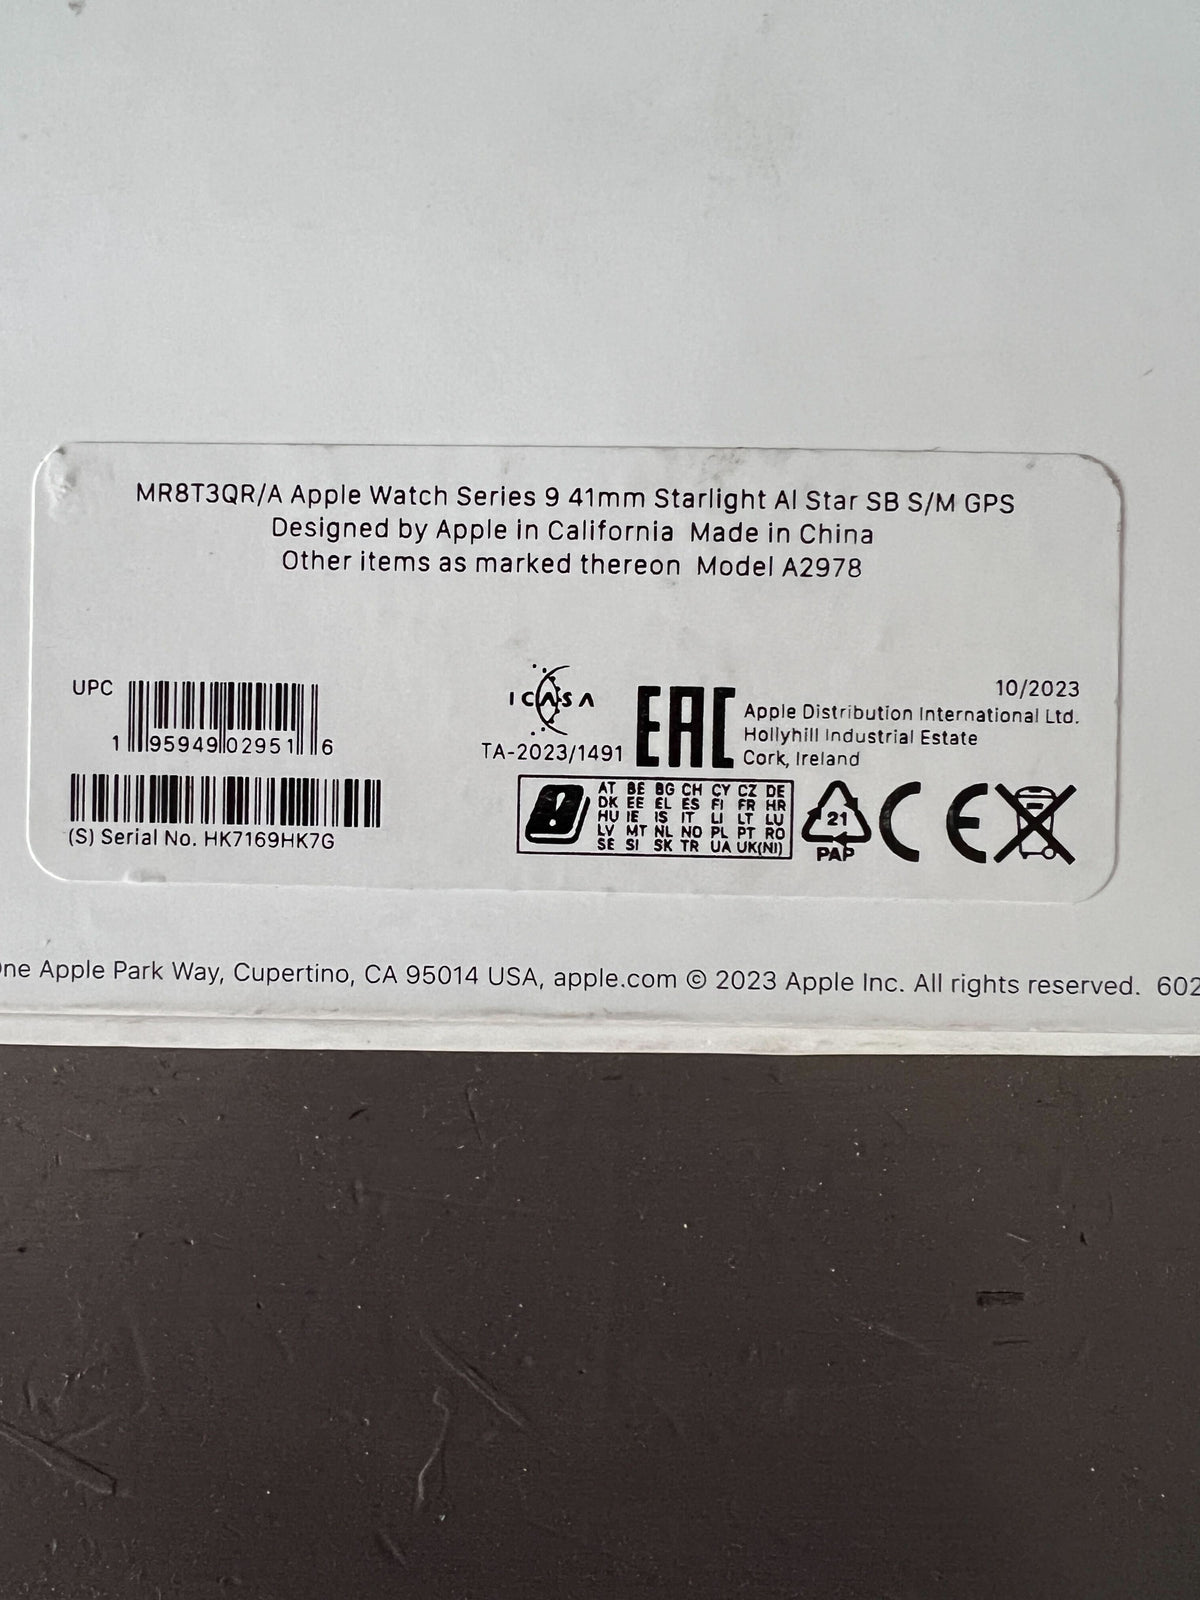 MR8T3QR/A Apple Watch Series 9 41mm Starlight Al Star SB S/M GPS
Designed by Apple in California Made in China
Other items as marked thereon Model A2978
UPC
1 95949 02951 6
(S) Serial No. HK7169HK7G
ICASA
TA-2023/1491
EAC
10/2023
Apple Distribution International Ltd.
Hollyhill Industrial Estate
Cork, Ireland
AT BE BG CH CY CZ DE
DK EE EL ES FI FR HR
HU IE IS IT LI LT LU
LV MT NL NO PL PT RO
SE SI SK TR UA UK(NI)
21
PAP
CE
One Apple Park Way, Cupertino, CA 95014 USA, apple.com © 2023 Apple Inc. All rights reserved. 602